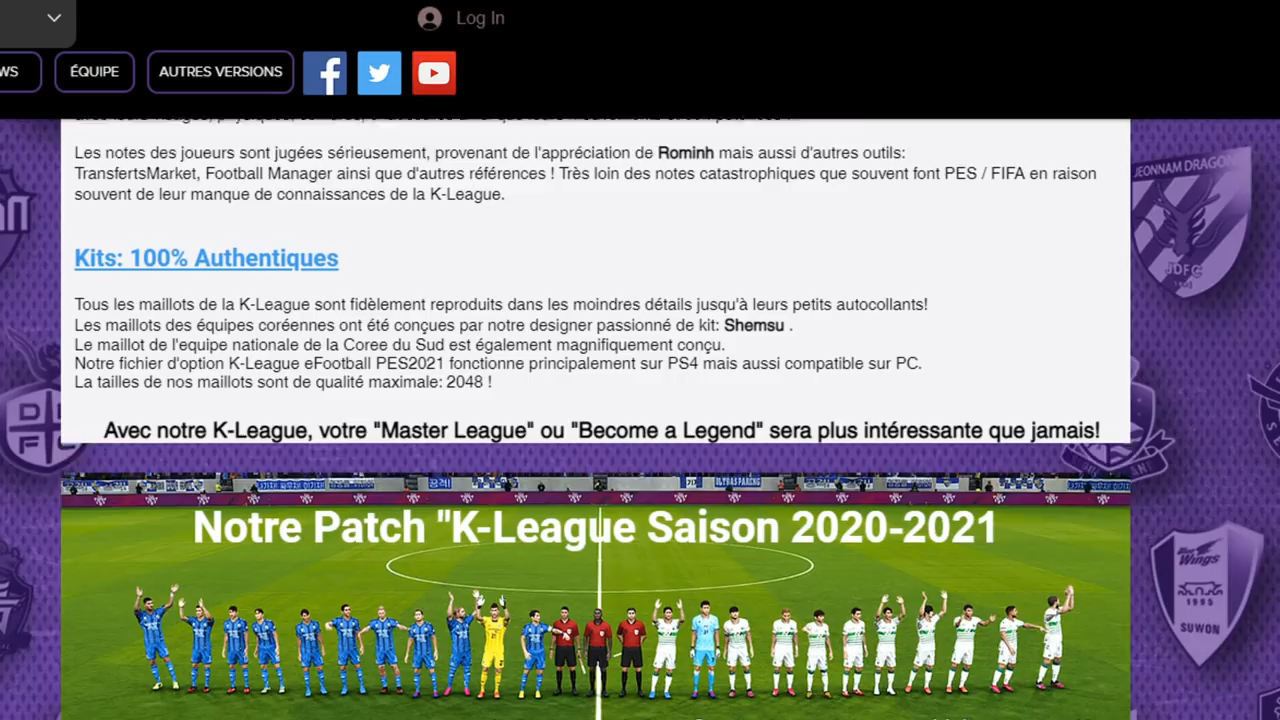 Log In
WS
ÉQUIPE
AUTRES VERSIONS
Les notes des joueurs sont jugées sérieusement, provenant de l'appréciation de Rominh mais aussi d'autres outils:
TransfertsMarket, Football Manager ainsi que d'autres références ! Très loin des notes catastrophiques que souvent font PES / FIFA en raison
souvent de leur manque de connaissances de la K-League.
Kits: 100% Authentiques
Tous les maillots de la K-League sont fidèlement reproduits dans les moindres détails jusqu'à leurs petits autocollants!
Les maillots des équipes coréennes ont été conçues par notre designer passionné de kit: Shemsu .
Le maillot de l'equipe nationale de la Coree du Sud est également magnifiquement conçu.
Notre fichier d'option K-League eFootball PES2021 fonctionne principalement sur PS4 mais aussi compatible sur PC.
La tailles de nos maillots sont de qualité maximale: 2048 !
Avec notre K-League, votre "Master League" ou "Become a Legend" sera plus intéressante que jamais!
Notre Patch "K-League Saison 2020-2021
JEONNAM DRAGON
JDFC
Wings
1995
SUWON